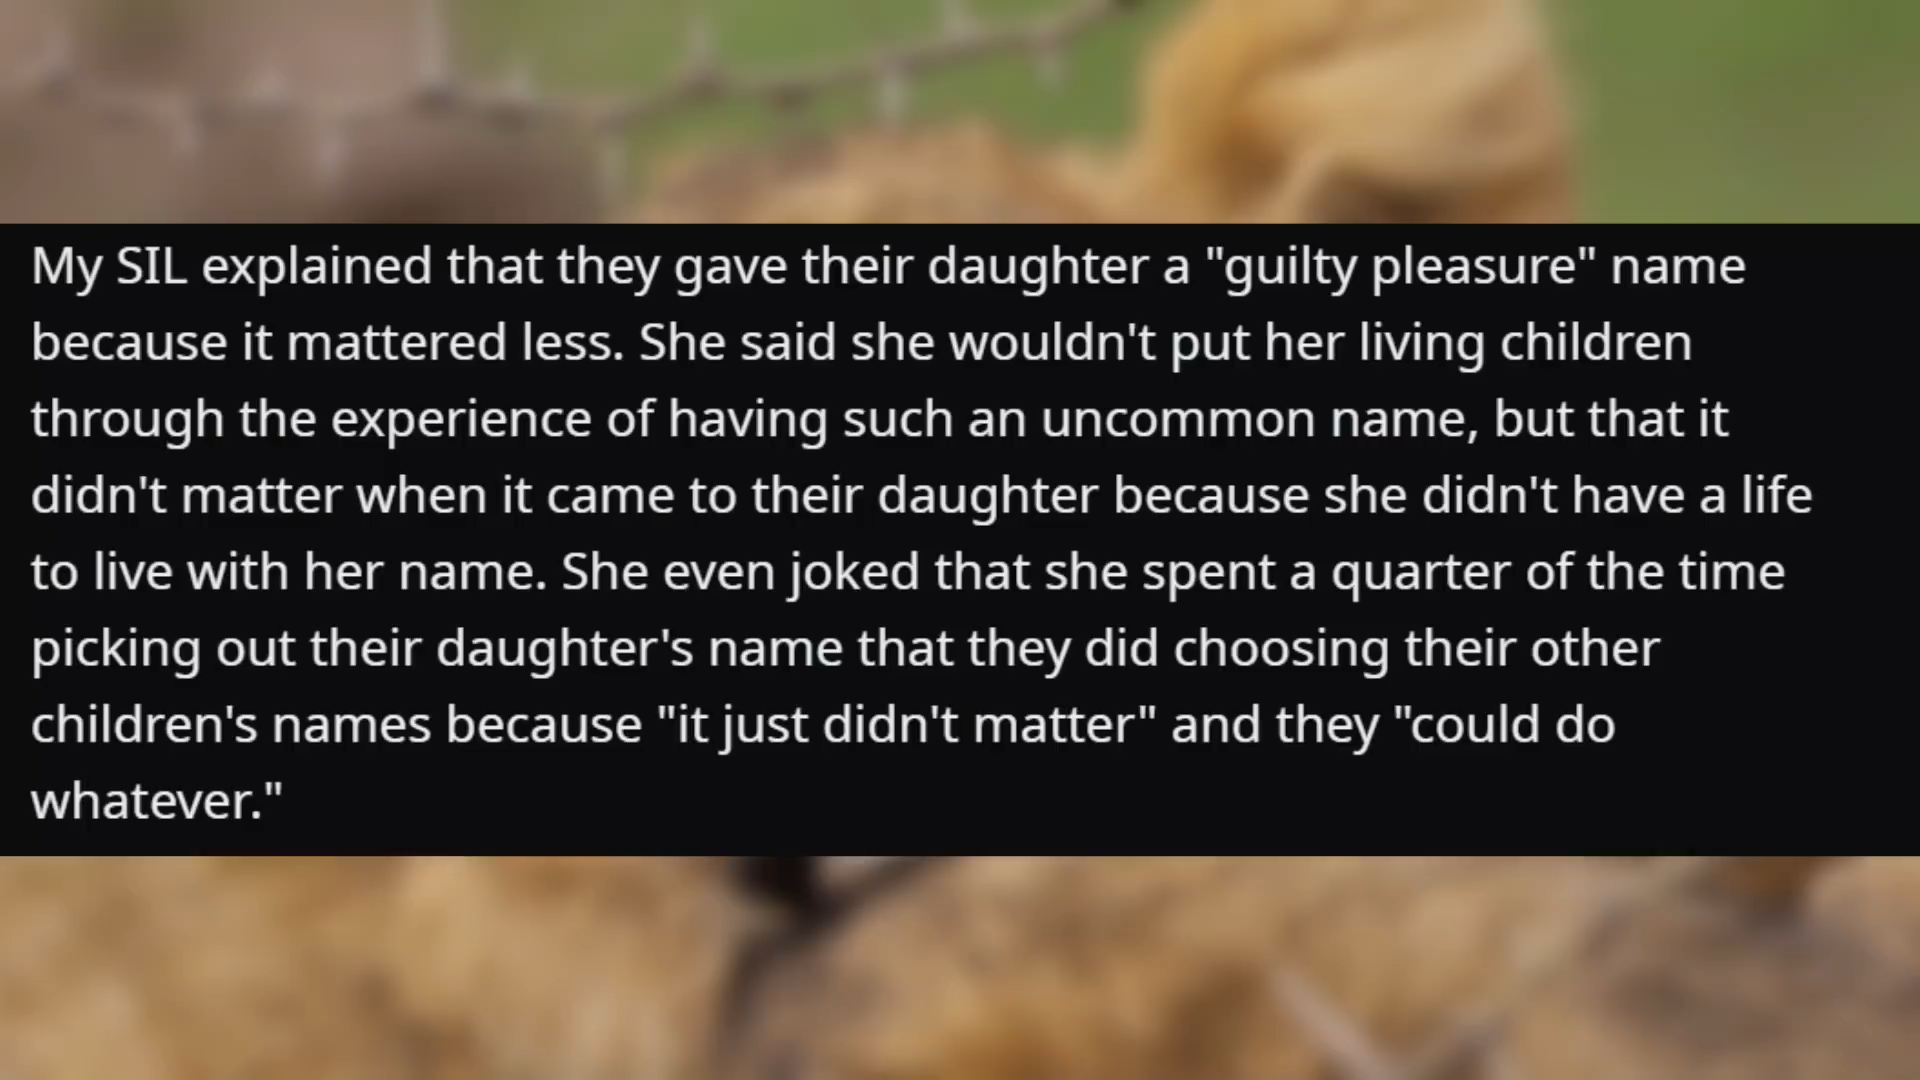 My SIL explained that they gave their daughter a "guilty pleasure" name
because it mattered less. She said she wouldn't put her living children
through the experience of having such an uncommon name, but that it
didn't matter when it came to their daughter because she didn't have a life
to live with her name. She even joked that she spent a quarter of the time
picking out their daughter's name that they did choosing their other
children's names because "it just didn't matter" and they "could do
whatever."